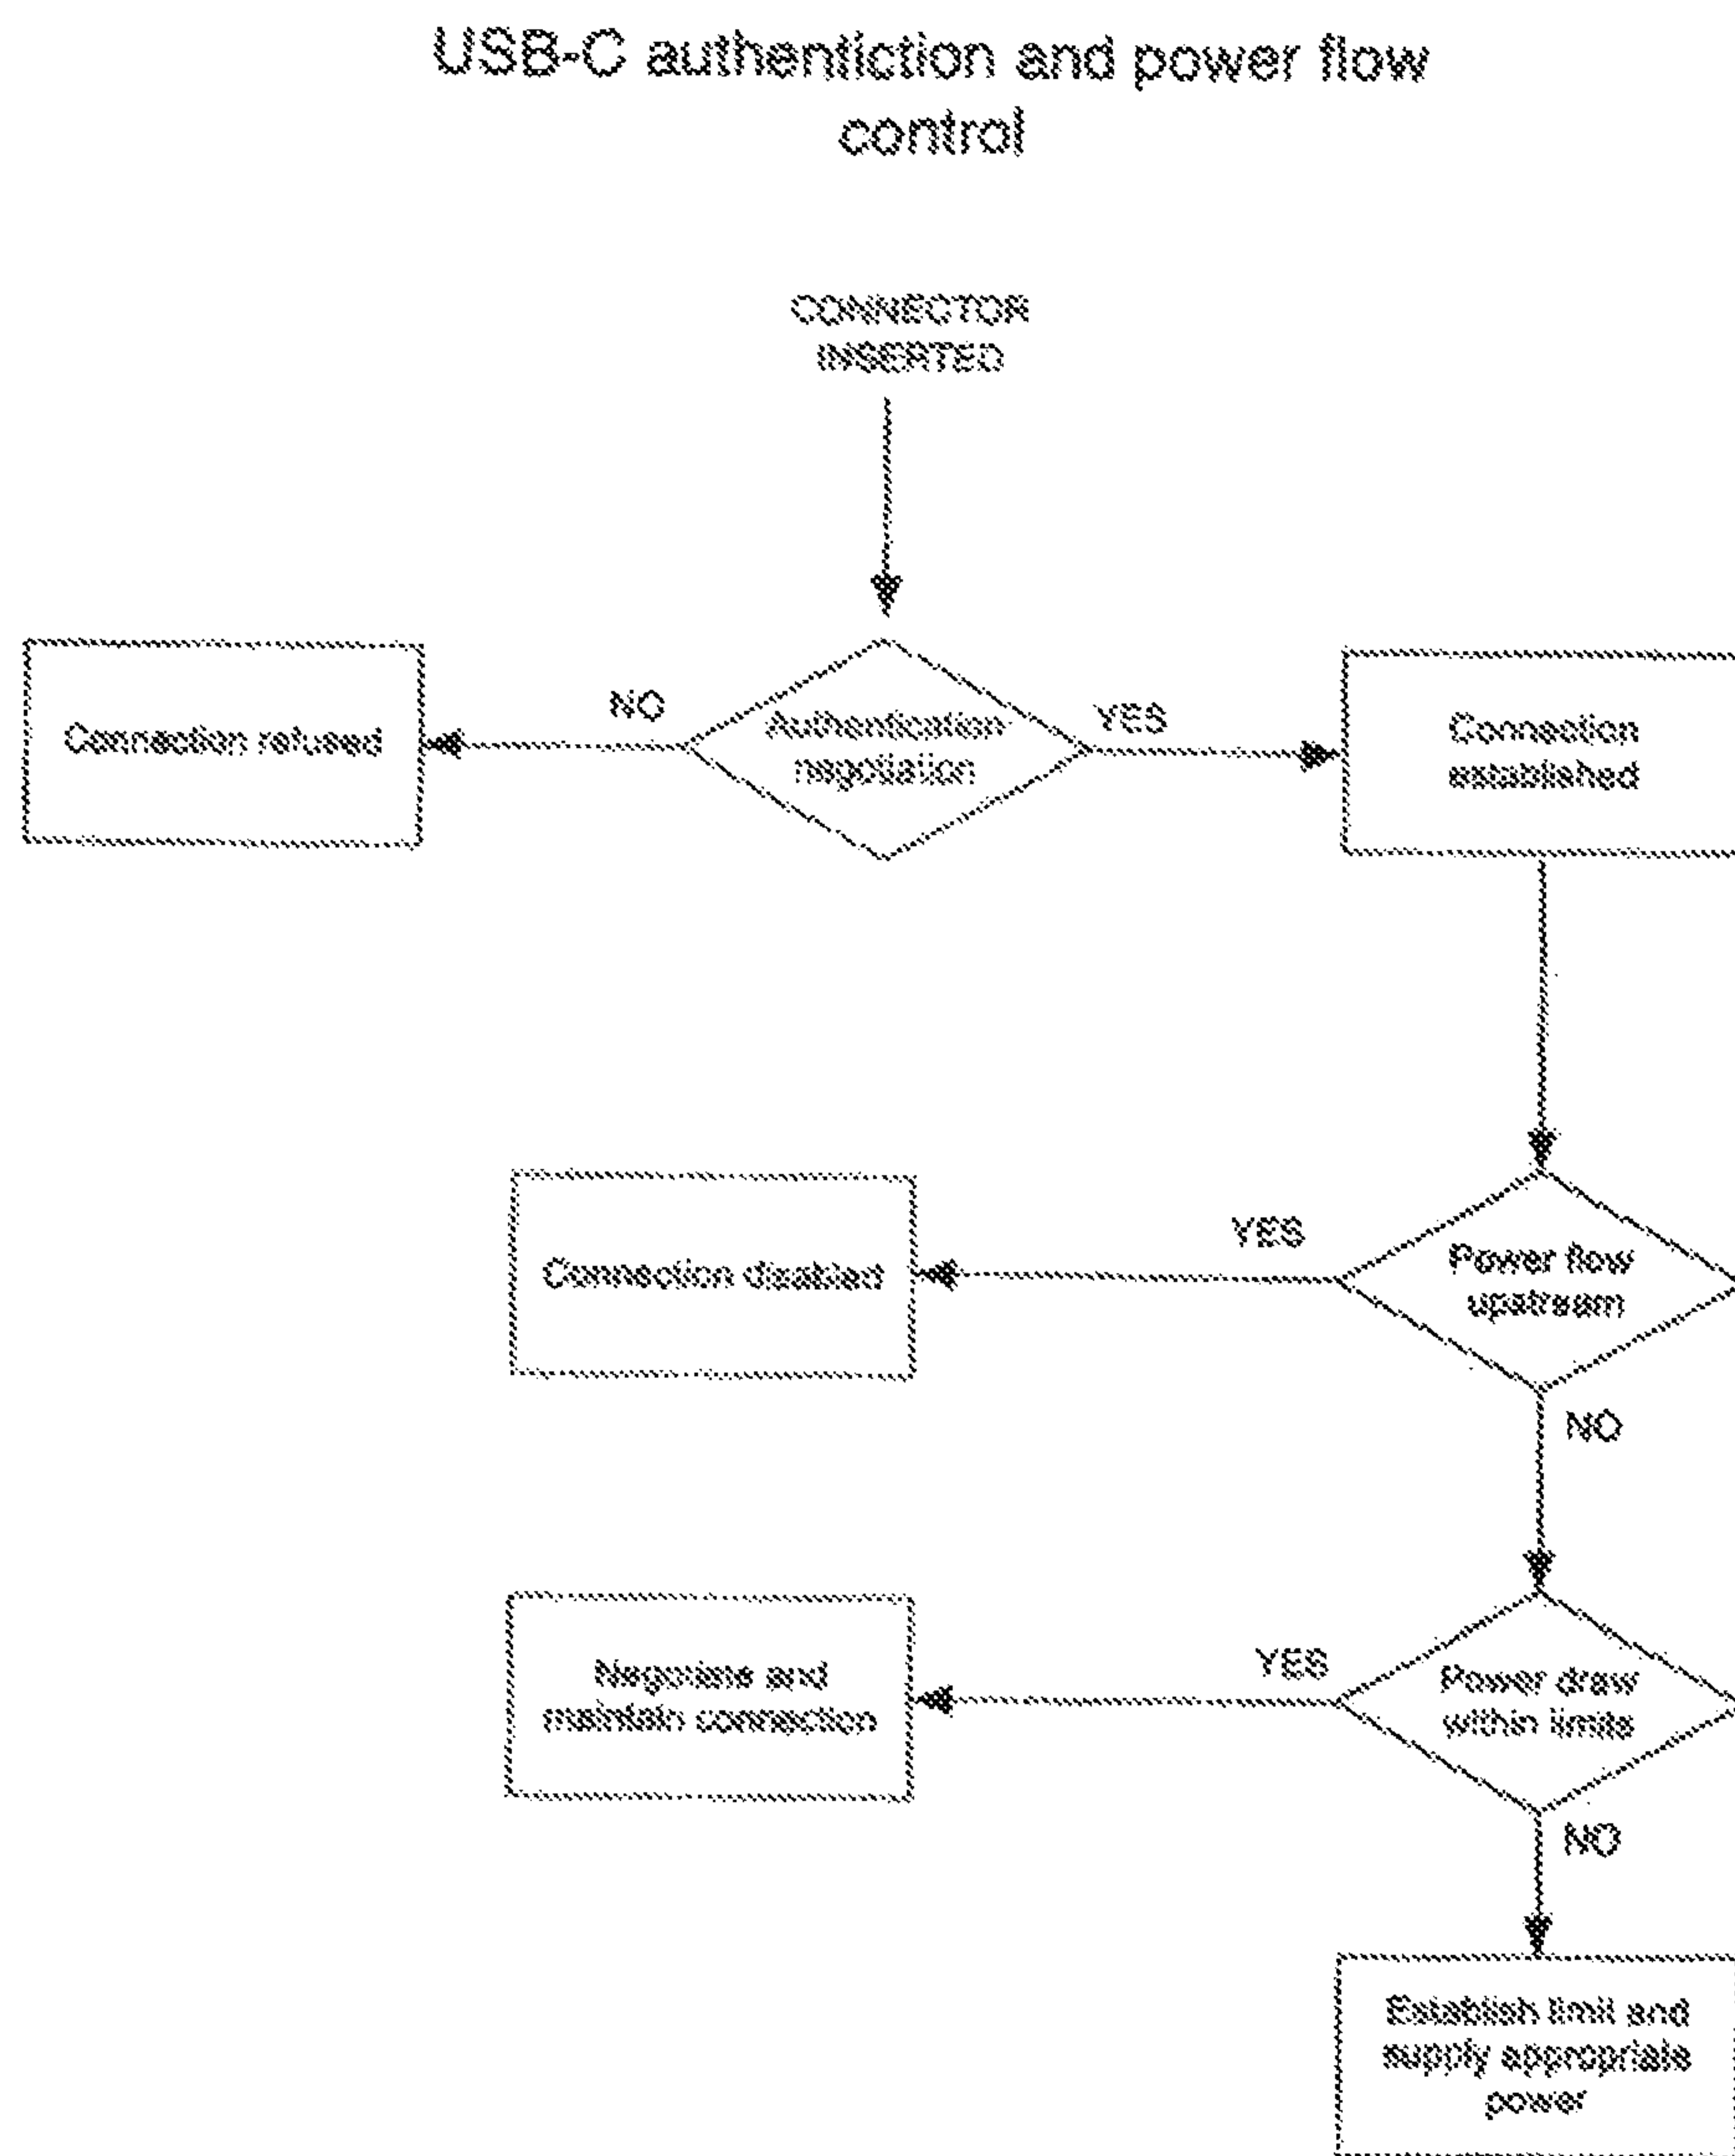 USB-C authentiction and power flow
control
CONNECTOR
INSERTED
Connection refused
NO
Authentication
negotiation
YES
Connection
established
Connection disabled
YES
Power flow
upstream
NO
Negotiate and
maintain connection
YES
Power draw
within limits
NO
Establish limit and
supply appropriate
power